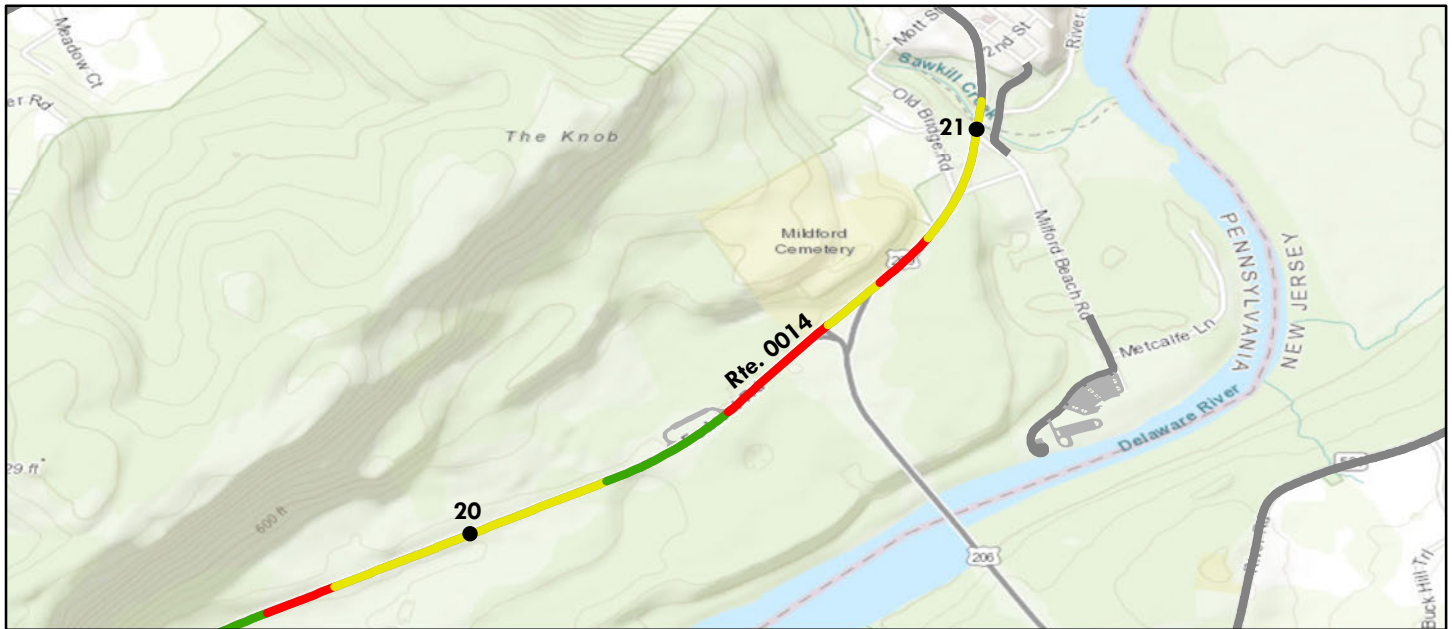 Meadow Ct
er Rd
The Knob
Mott St
2nd St
River
Sawkill Creek
Old Bridge Rd
21
Mildford
Cemetery
Milford Beach Rd
Metcalfe Ln
PENNSYLVANIA
NEW JERSEY
Rte. 0014
Delaware River
29 ft
600 ft
20
206
River Rd
Buck Hill Trl